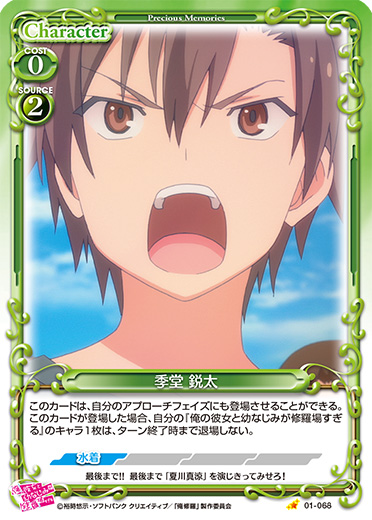 Precious Memories
Character
COST
0
SOURCE
2
季堂 鋭太
このカードは、自分のアプローチフェイズにも登場させることができる。
このカードが登場した場合、自分の「俺の彼女と幼なじみが修羅場すぎ
る」のキャラ1枚は、ターン終了時まで退場しない。
水着
最後まで!! 最後まで「夏川真涼」を演じきってみせろ!
©裕時悠示・ソフトバンク クリエイティブ/「俺修羅」製作委員会
01-068